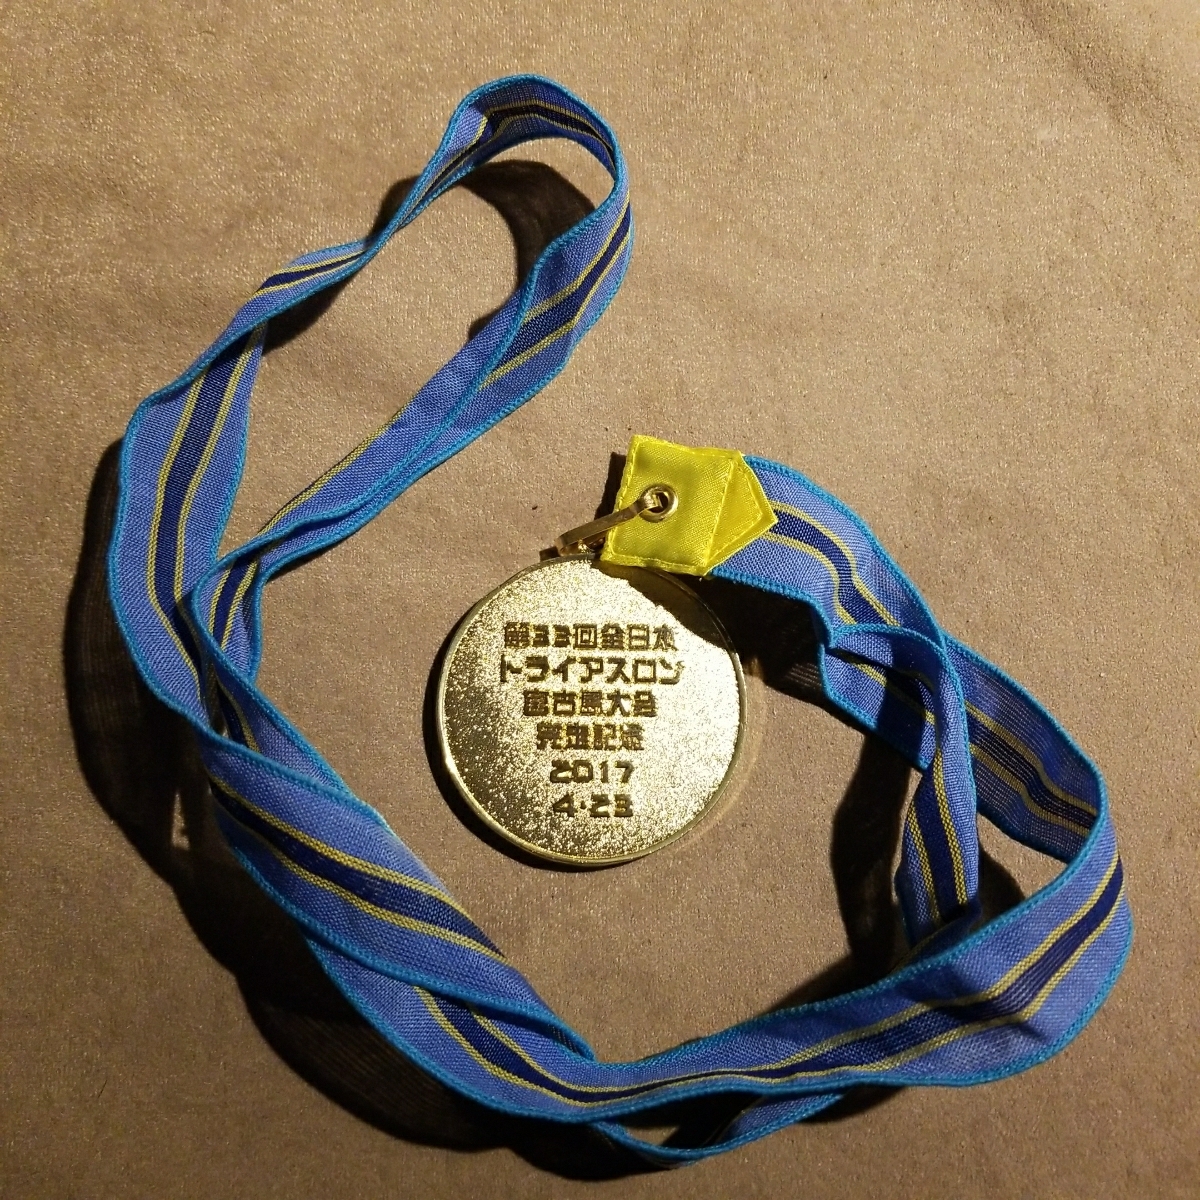 第33回全日本
トライアスロン
宮古島大会
完走記念
2017
4・23